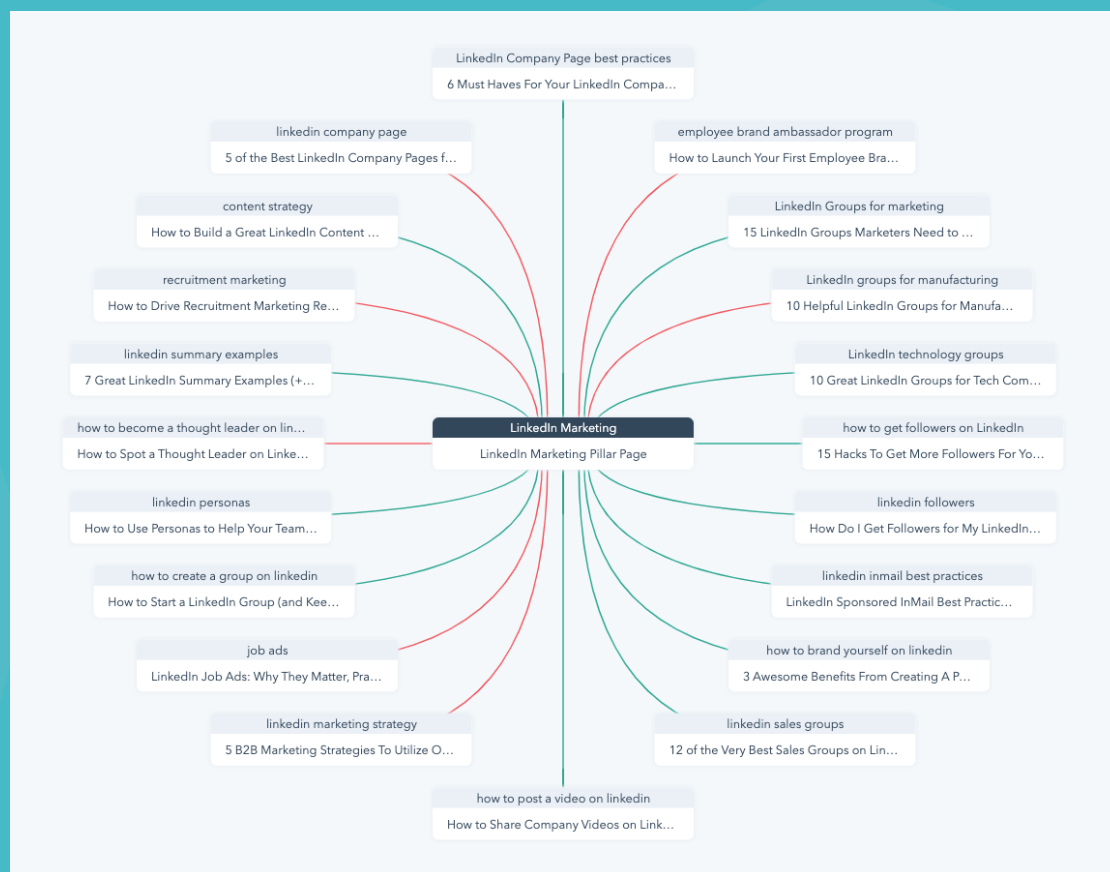 LinkedIn Company Page best practices
6 Must Haves For Your LinkedIn Compa...
linkedin company page
5 of the Best LinkedIn Company Pages f...
employee brand ambassador program
How to Launch Your First Employee Bra...
content strategy
How to Build a Great LinkedIn Content ...
LinkedIn Groups for marketing
15 LinkedIn Groups Marketers Need to ...
recruitment marketing
How to Drive Recruitment Marketing Re...
LinkedIn groups for manufacturing
10 Helpful LinkedIn Groups for Manufa...
linkedin summary examples
7 Great LinkedIn Summary Examples (+...
LinkedIn technology groups
10 Great LinkedIn Groups for Tech Com...
how to become a thought leader on lin...
How to Spot a Thought Leader on Linke...
LinkedIn Marketing
LinkedIn Marketing Pillar Page
how to get followers on LinkedIn
15 Hacks To Get More Followers For Yo...
linkedin personas
How to Use Personas to Help Your Team...
linkedin followers
How Do I Get Followers for My LinkedIn...
how to create a group on linkedin
How to Start a LinkedIn Group (and Kee...
linkedin inmail best practices
LinkedIn Sponsored InMail Best Practic...
job ads
LinkedIn Job Ads: Why They Matter, Pra...
how to brand yourself on linkedin
3 Awesome Benefits From Creating A P...
linkedin marketing strategy
5 B2B Marketing Strategies To Utilize O...
linkedin sales groups
12 of the Very Best Sales Groups on Lin...
how to post a video on linkedin
How to Share Company Videos on Link...